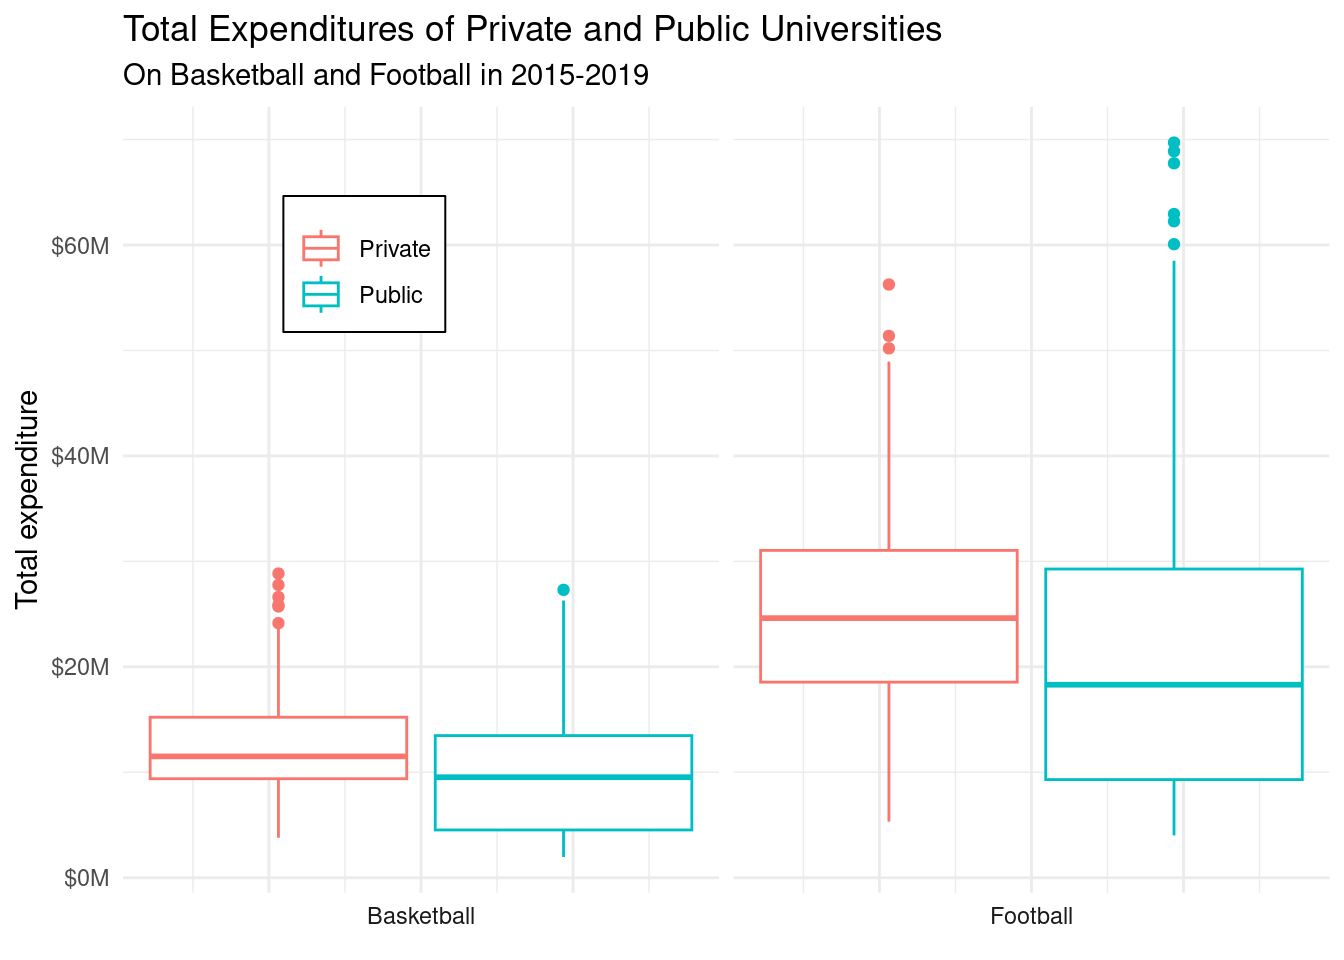 Total Expenditures of Private and Public Universities
On Basketball and Football in 2015-2019
Private
Public
Total expenditure
$60M
$40M
$20M
$0M
Basketball
Football